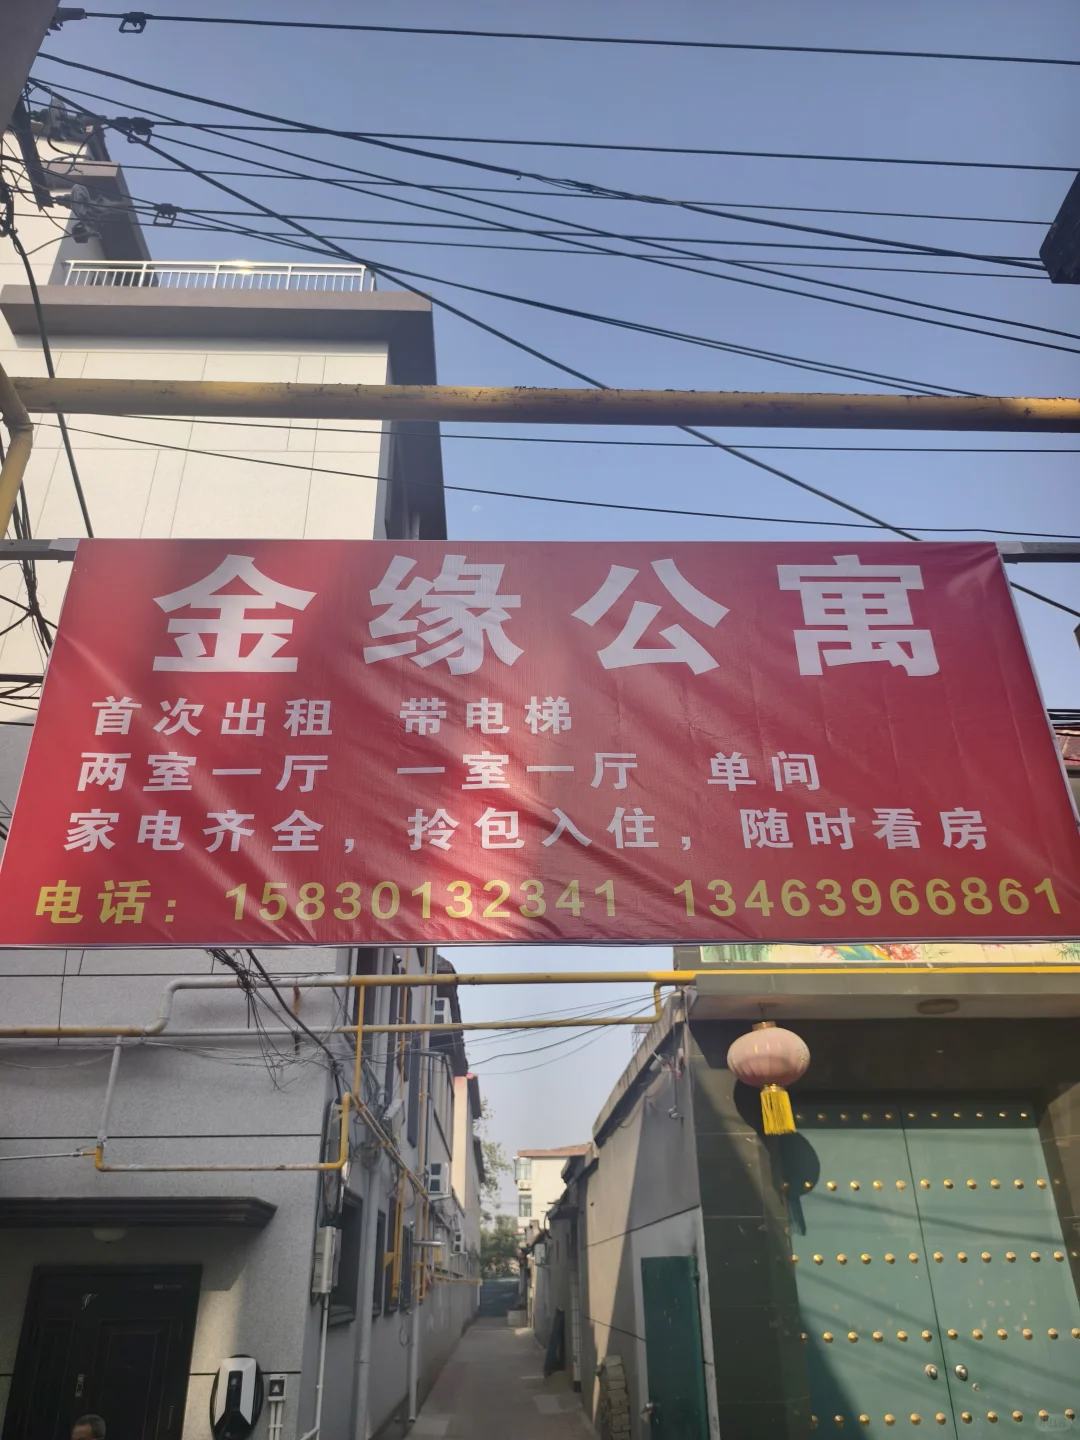 金缘公寓
首次出租 带电梯
两室一厅 一室一厅 单间
家电齐全，拎包入住，随时看房
电话：15830132341 13463966861